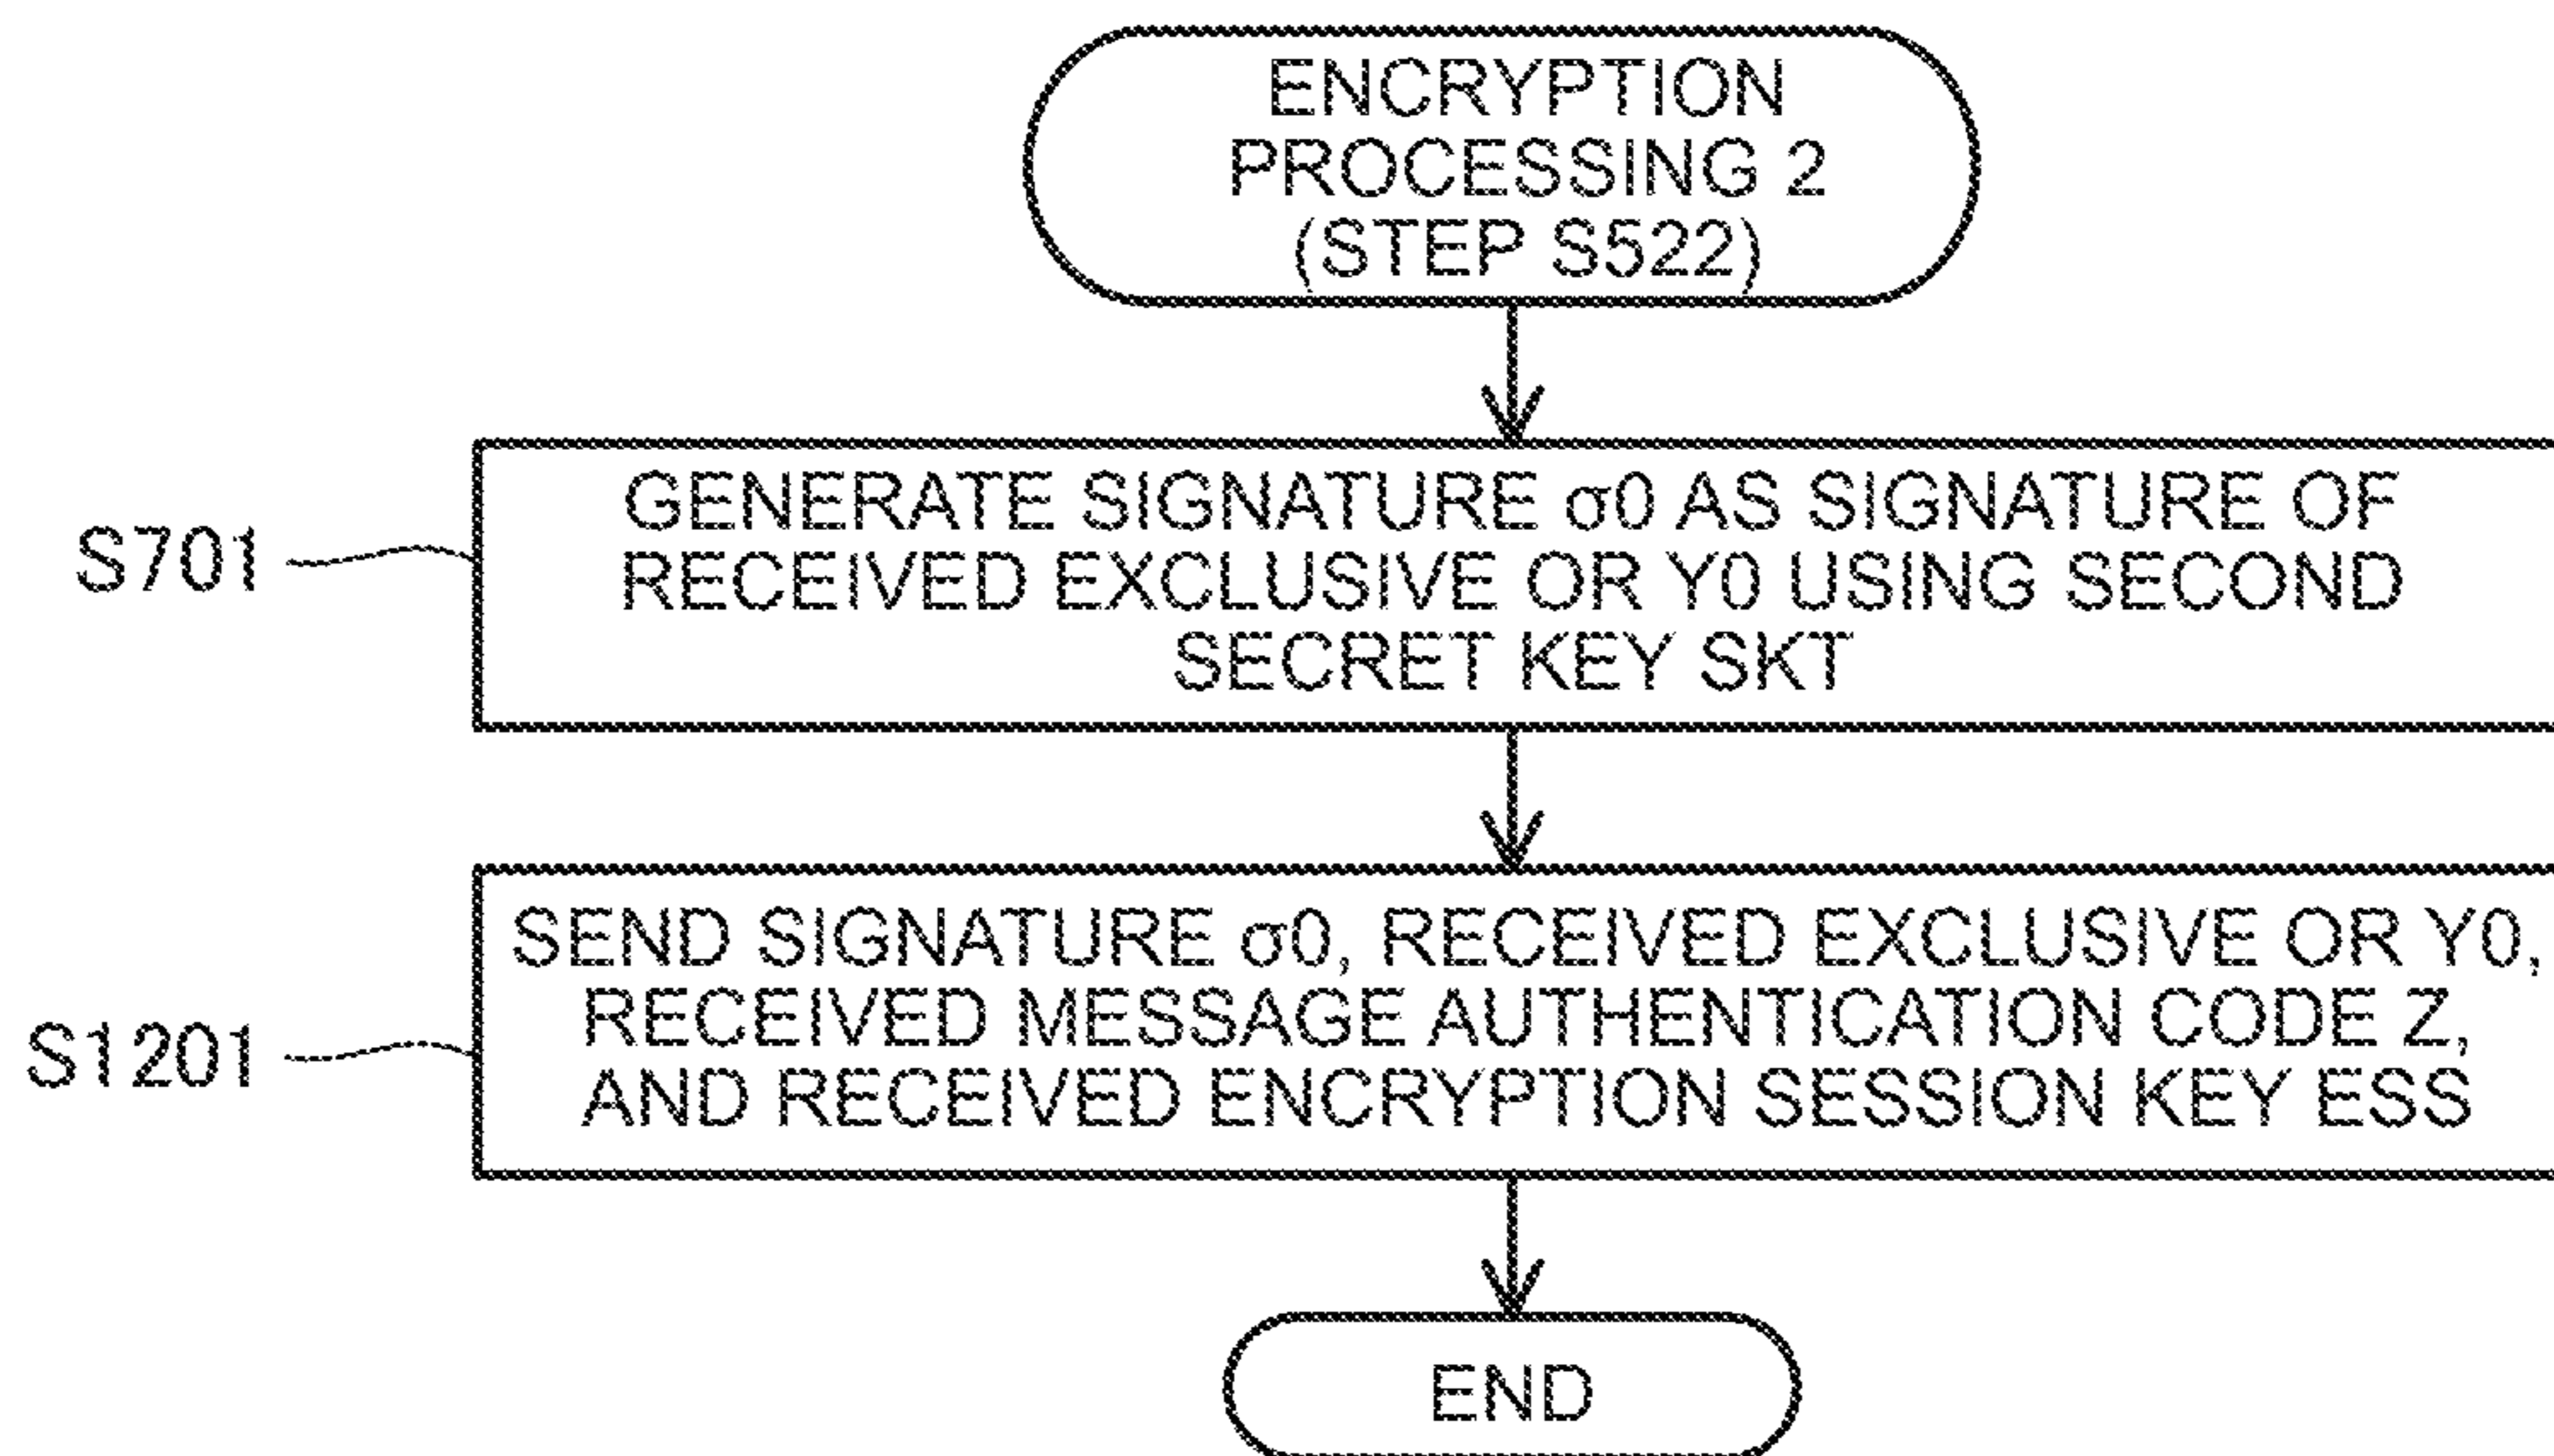 ENCRYPTION
PROCESSING 2
(STEP S522)
S701
GENERATE SIGNATURE σ0 AS SIGNATURE OF
RECEIVED EXCLUSIVE OR Y0 USING SECOND
SECRET KEY SKT
S1201
SEND SIGNATURE σ0, RECEIVED EXCLUSIVE OR Y0,
RECEIVED MESSAGE AUTHENTICATION CODE Z,
AND RECEIVED ENCRYPTION SESSION KEY ESS
END